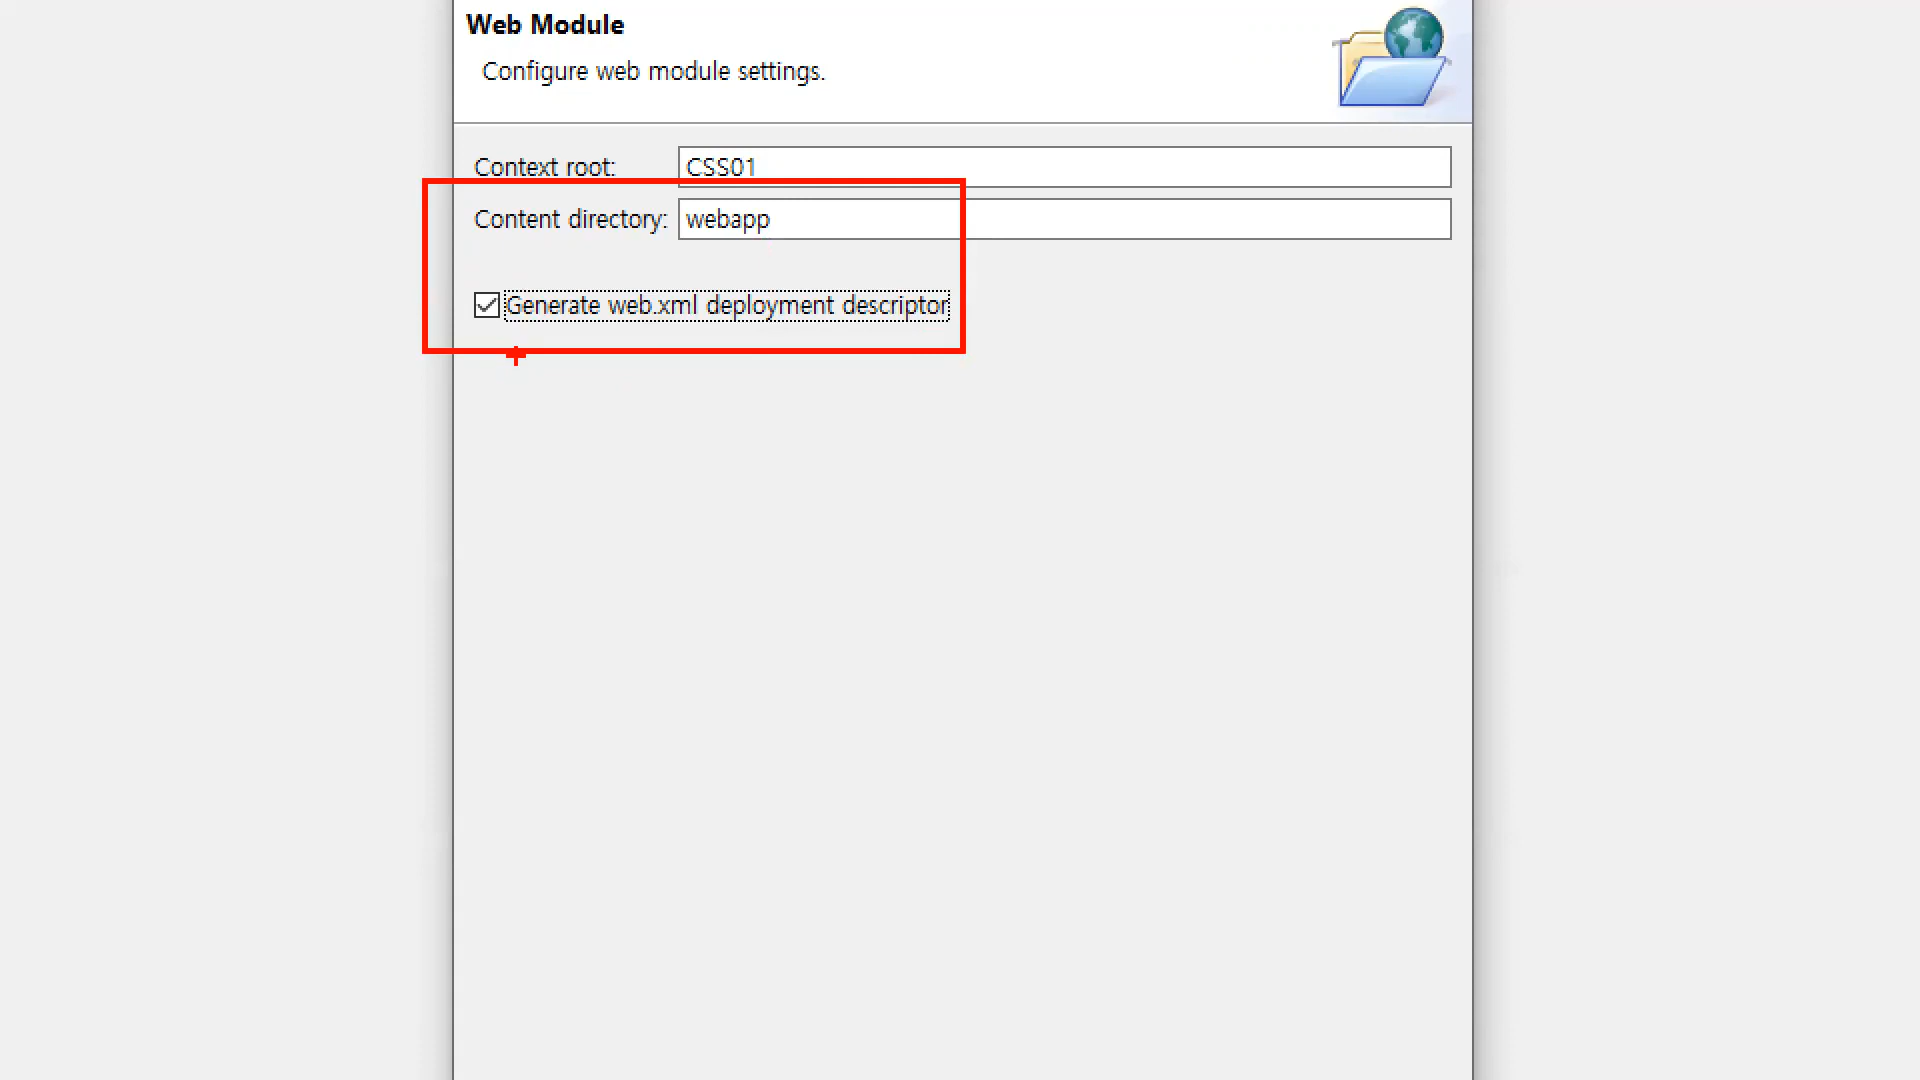 Web Module
Configure web module settings.
Context root: CSS01
Content directory: webapp
Generate web.xml deployment descriptor